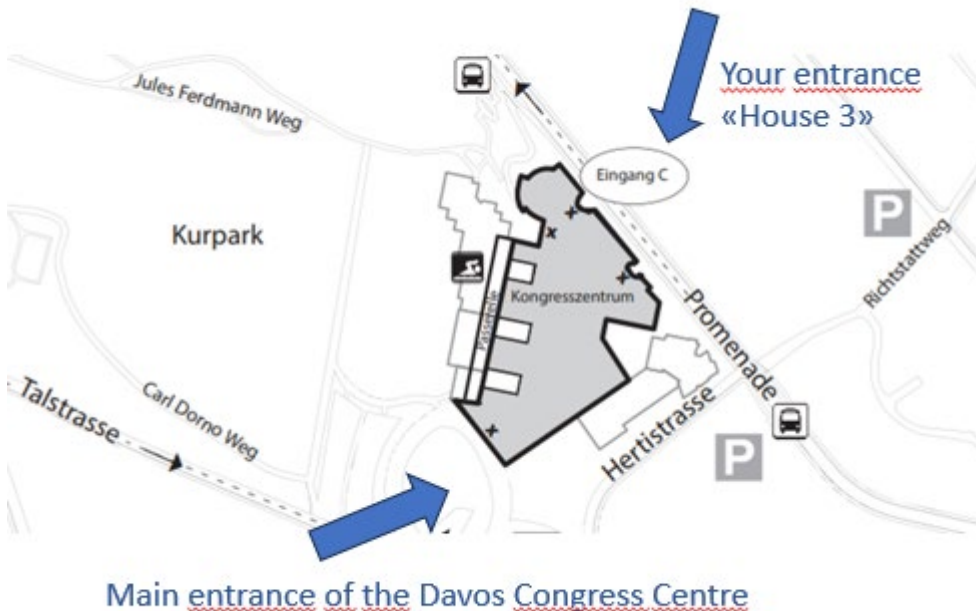 Your entrance
«House 3»
Jules Ferdmann Weg
Eingang C
P
Kurpark
Richtstattweg
Kongresszentrum
Passerelle
Promenade
Talstrasse
Carl Dorno Weg
Hertistrasse
P
Main entrance of the Davos Congress Centre